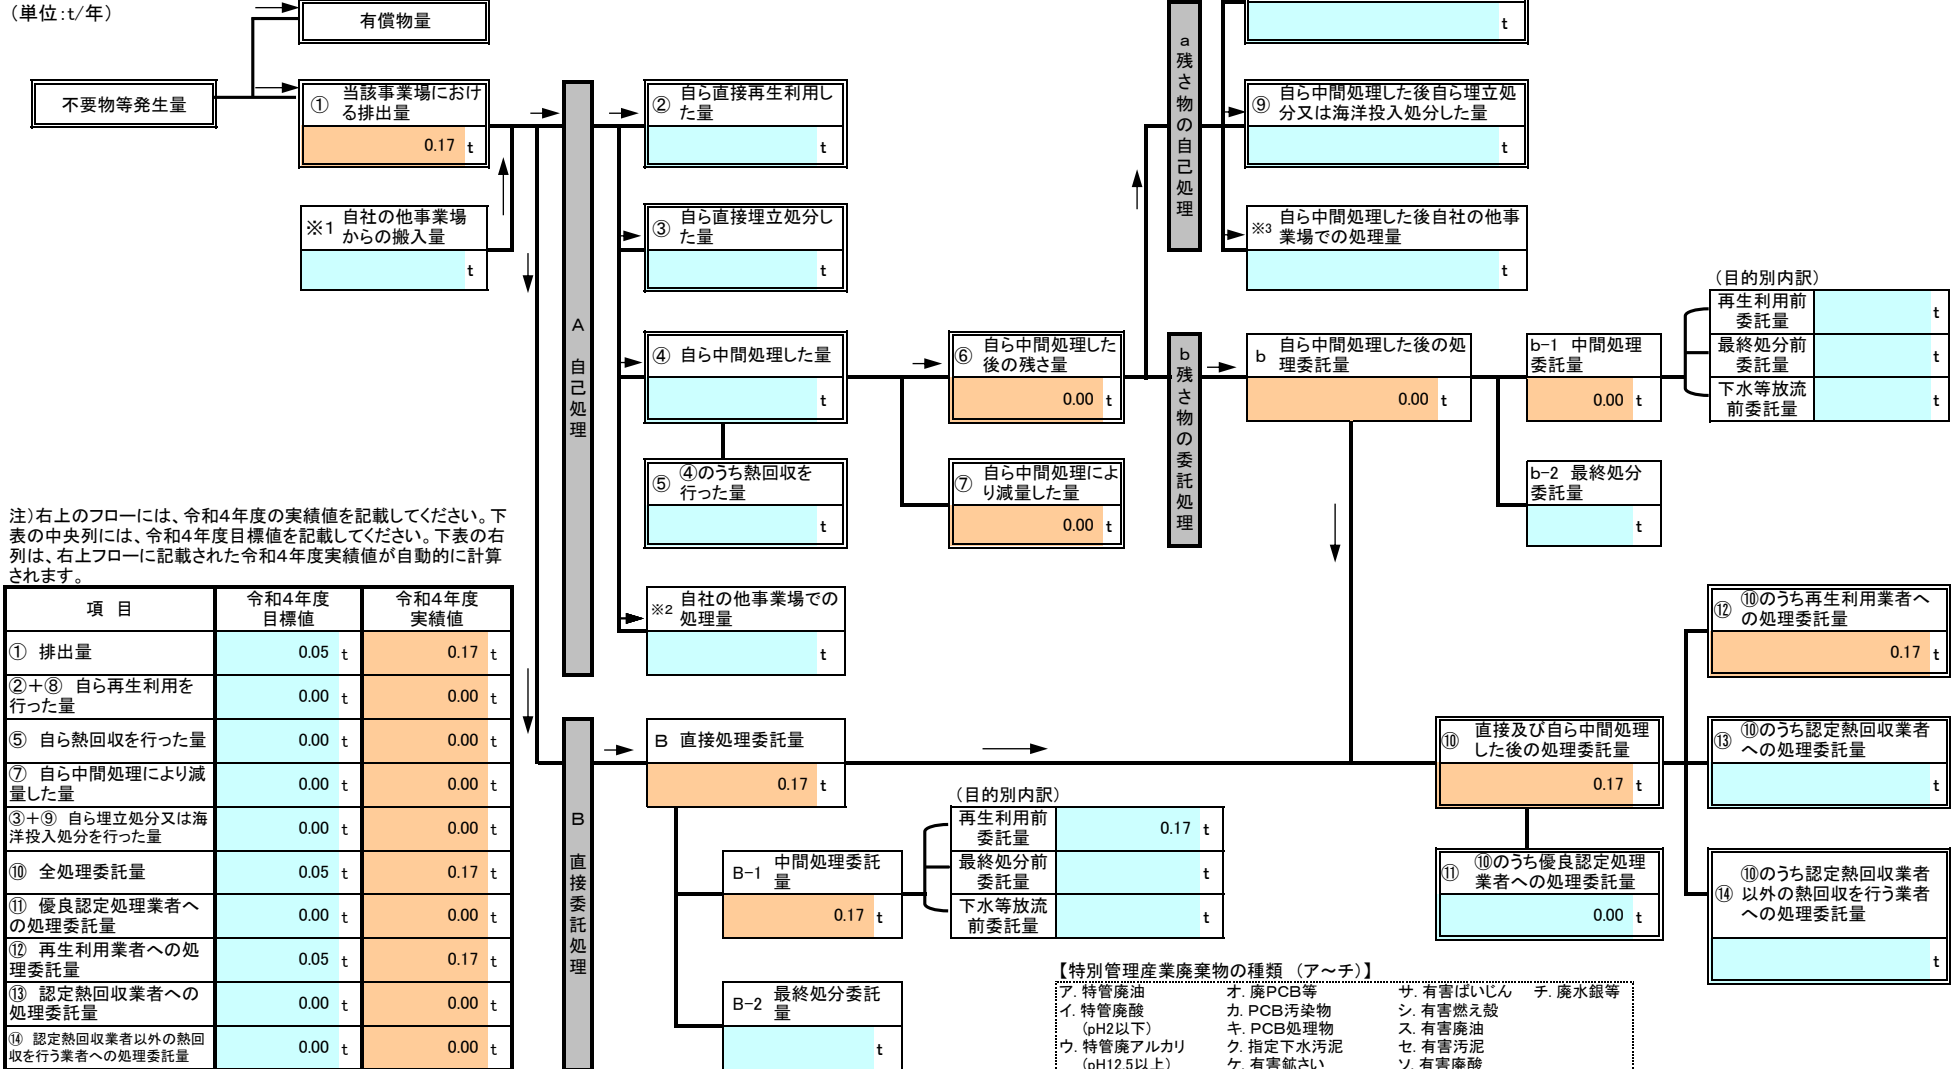 (単位:t/年)
有償物量
不要物等発生量
① 当該事業場におけ
る排出量
0.17 t
※1 自社の他事業場
からの搬入量
t
A 自己処理
② 自ら直接再生利用し
た量
t
③ 自ら直接埋立処分し
た量
t
④ 自ら中間処理した量
t
⑤ ④のうち熱回収を
行った量
t
※2 自社の他事業場での
処理量
t
⑥ 自ら中間処理した
後の残さ量
0.00 t
⑦ 自ら中間処理によ
り減量した量
0.00 t
a 残さ物の自己処理
t
⑨ 自ら中間処理した後自ら埋立処
分又は海洋投入処分した量
t
※3 自ら中間処理した後自社の他事
業場での処理量
t
b 残さ物の委託処理
b 自ら中間処理した後の処
理委託量
0.00 t
b-1 中間処理
委託量
0.00 t
(目的別内訳)
再生利用前
委託量
t
最終処分前
委託量
t
下水等放流
前委託量
t
b-2 最終処分
委託量
t
注)右上のフローには、令和4年度の実績値を記載してください。下
表の中央列には、令和4年度目標値を記載してください。下表の右
列は、右上フローに記載された令和4年度実績値が自動的に計算
されます。
項 目 令和4年度
目標値 令和4年度
実績値
① 排出量 0.05 t 0.17 t
②+⑧ 自ら再生利用を
行った量 0.00 t 0.00 t
⑤ 自ら熱回収を行った量 0.00 t 0.00 t
⑦ 自ら中間処理により減
量した量 0.00 t 0.00 t
③+⑨ 自ら埋立処分又は海
洋投入処分を行った量 0.00 t 0.00 t
⑩ 全処理委託量 0.05 t 0.17 t
⑪ 優良認定処理業者へ
の処理委託量 0.00 t 0.00 t
⑫ 再生利用業者への処
理委託量 0.05 t 0.17 t
⑬ 認定熱回収業者への
処理委託量 0.00 t 0.00 t
⑭ 認定熱回収業者以外の熱回
収を行う業者への処理委託量 0.00 t 0.00 t
B 直接委託処理
B 直接処理委託量
0.17 t
B-1 中間処理委託
量
0.17 t
(目的別内訳)
再生利用前
委託量
0.17 t
最終処分前
委託量
t
下水等放流
前委託量
t
B-2 最終処分委託
量
t
⑩ 直接及び自ら中間処理
した後の処理委託量
0.17 t
⑪ ⑩のうち優良認定処理
業者への処理委託量
0.00 t
⑫ ⑩のうち再生利用業者へ
の処理委託量
0.17 t
⑬ ⑩のうち認定熱回収業者
への処理委託量
t
⑭ ⑩のうち認定熱回収業者
以外の熱回収を行う業者
への処理委託量
t
【特別管理産業廃棄物の種類 (ア~チ)】
ア. 特管廃油 オ. 廃PCB等 サ. 有害ばいじん チ. 廃水銀等
イ. 特管廃酸 カ. PCB汚染物 シ. 有害燃え殻
(pH2以下) キ. PCB処理物 ス. 有害廃油
ウ. 特管廃アルカリ ク. 指定下水汚泥 セ. 有害汚泥
(pH12.5以上) ケ. 有害鉱さい ソ. 有害廃酸